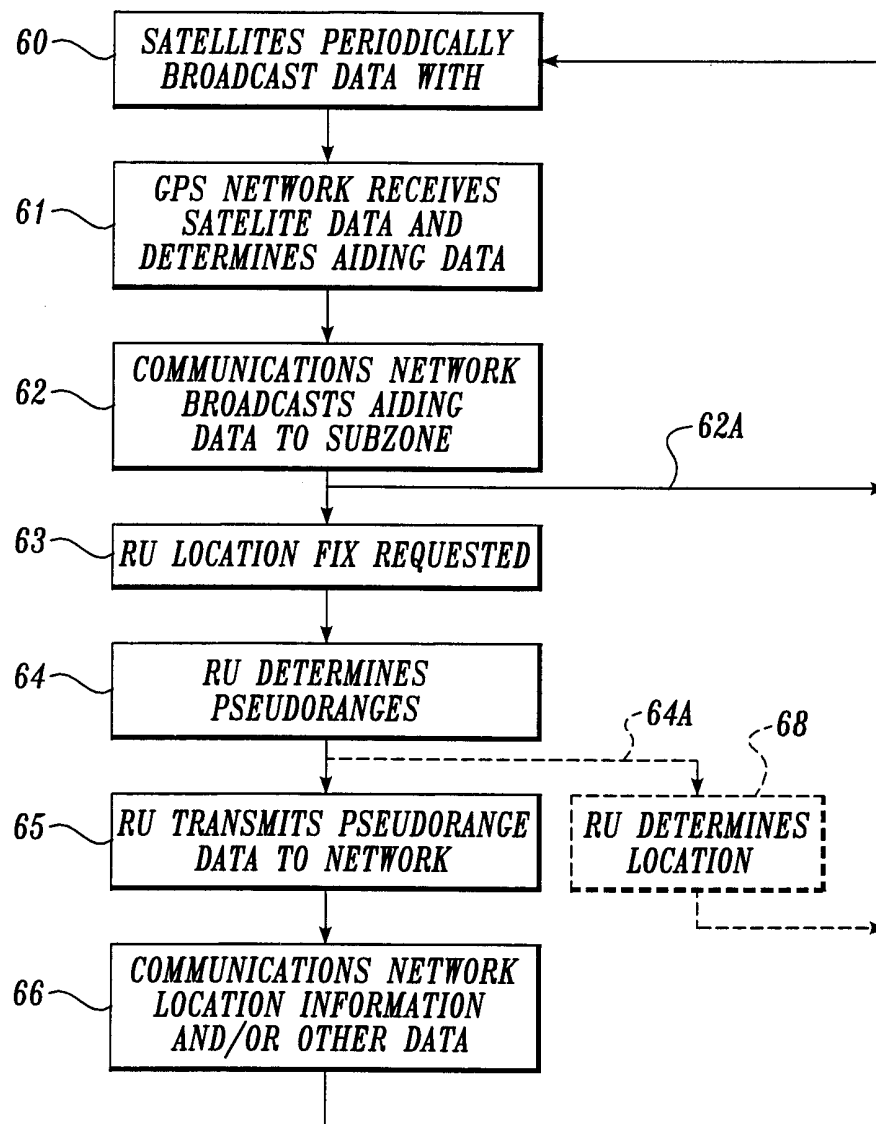 60
SATELLITES PERIODICALLY
BROADCAST DATA WITH
61
GPS NETWORK RECEIVES
SATELITE DATA AND
DETERMINES AIDING DATA
62
COMMUNICATIONS NETWORK
BROADCASTS AIDING
DATA TO SUBZONE
62A
63
RU LOCATION FIX REQUESTED
64
RU DETERMINES
PSEUDORANGES
64A
68
65
RU TRANSMITS PSEUDORANGE
DATA TO NETWORK
RU DETERMINES
LOCATION
66
COMMUNICATIONS NETWORK
LOCATION INFORMATION
AND/OR OTHER DATA